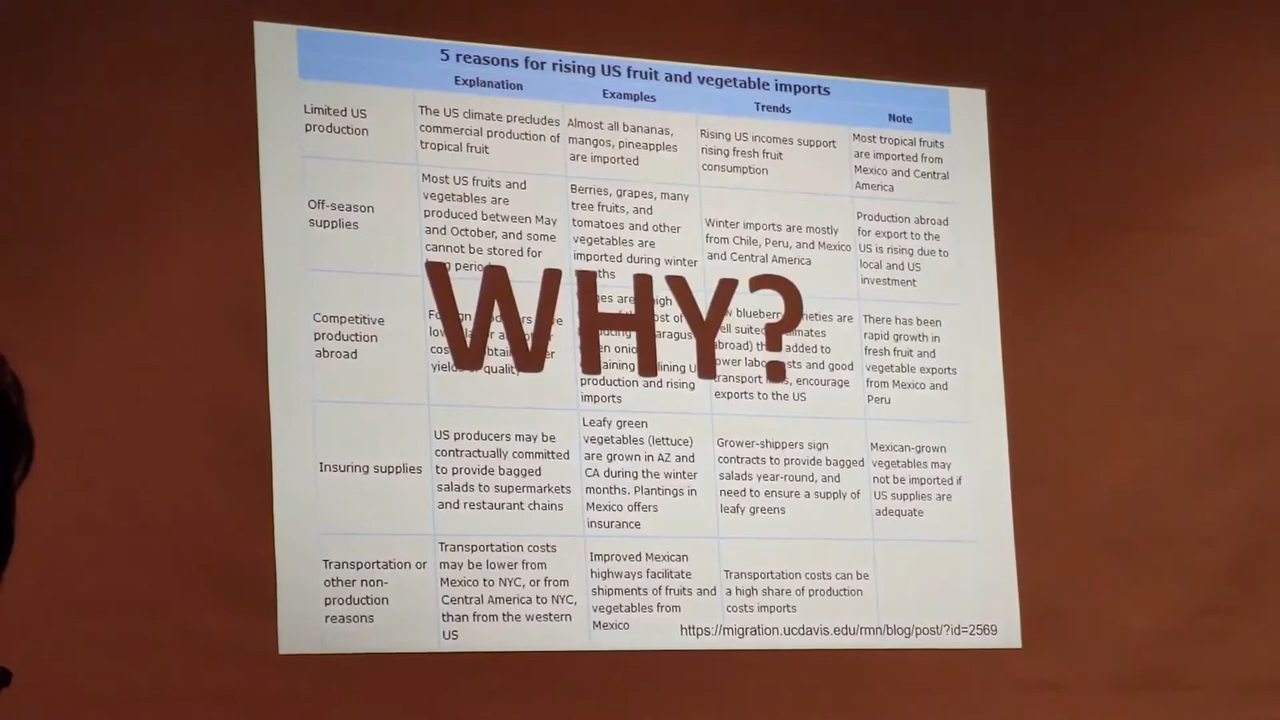 5 reasons for rising US fruit and vegetable imports
Explanation
Examples
Trends
Note
Limited US
production
The US climate precludes
commercial production of
tropical fruit
Almost all bananas,
mangos, pineapples
are imported
Rising US incomes support
rising fresh fruit
consumption
Most tropical fruits
are imported from
Mexico and Central
America
Off-season
supplies
Most US fruits and
vegetables are
produced between May
and October, and some
cannot be stored for
Berries, grapes, many
tree fruits, and
tomatoes and other
vegetables are
imported during winter
Winter imports are mostly
from Chile, Peru, and Mexico
and Central America
Production abroad
for export to the
US is rising due to
local and US
investment
WHY?
Competitive
production
abroad
production and rising
imports
exports to the US
There has been
rapid growth in
fresh fruit and
vegetable exports
from Mexico and
Peru
Insuring supplies
US producers may be
contractually committed
to provide bagged
salads to supermarkets
and restaurant chains
Leafy green
vegetables (lettuce)
are grown in AZ and
CA during the winter
months. Plantings in
Mexico offers
insurance
Grower-shippers sign
contracts to provide bagged
salads year-round, and
need to ensure a supply of
leafy greens
Mexican-grown
vegetables may
not be imported if
US supplies are
adequate
Transportation or
other non-
production
reasons
Transportation costs
may be lower from
Mexico to NYC, or from
Central America to NYC,
than from the western
US
Improved Mexican
highways facilitate
shipments of fruits and
vegetables from
Mexico
Transportation costs can be
a high share of production
costs imports
https://migration.ucdavis.edu/rmn/blog/post/?id=2569